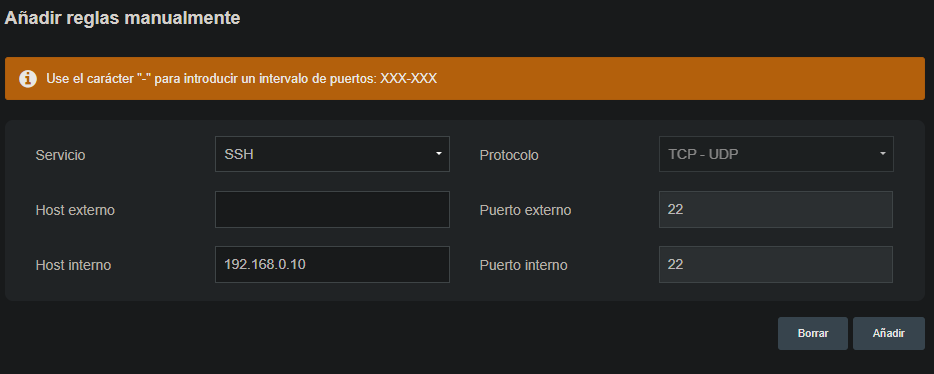 Añadir reglas manualmente
Use el carácter "-" para introducir un intervalo de puertos: XXX-XXX
Servicio SSH Protocolo TCP - UDP
Host externo Puerto externo 22
Host interno 192.168.0.10 Puerto interno 22
Borrar Añadir